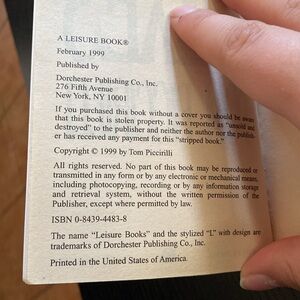 A LEISURE BOOK®
February 1999
Published by
Dorchester Publishing Co., Inc.
276 Fifth Avenue
New York, NY 10001
If you purchased this book without a cover you should be aware
that this book is stolen property. It was reported as "unsold and
destroyed" to the publisher and neither the author nor the publisher
has received any payment for this "stripped book."
Copyright © 1999 by Tom Piccirilli
All rights reserved. No part of this book may be reproduced or
transmitted in any form or by any electronic or mechanical means,
including photocopying, recording or by any information storage
and retrieval system, without the written permission of the
Publisher, except where permitted by law.
ISBN 0-8439-4483-8
The name "Leisure Books" and the stylized "L" with design are
trademarks of Dorchester Publishing Co., Inc.
Printed in the United States of America.